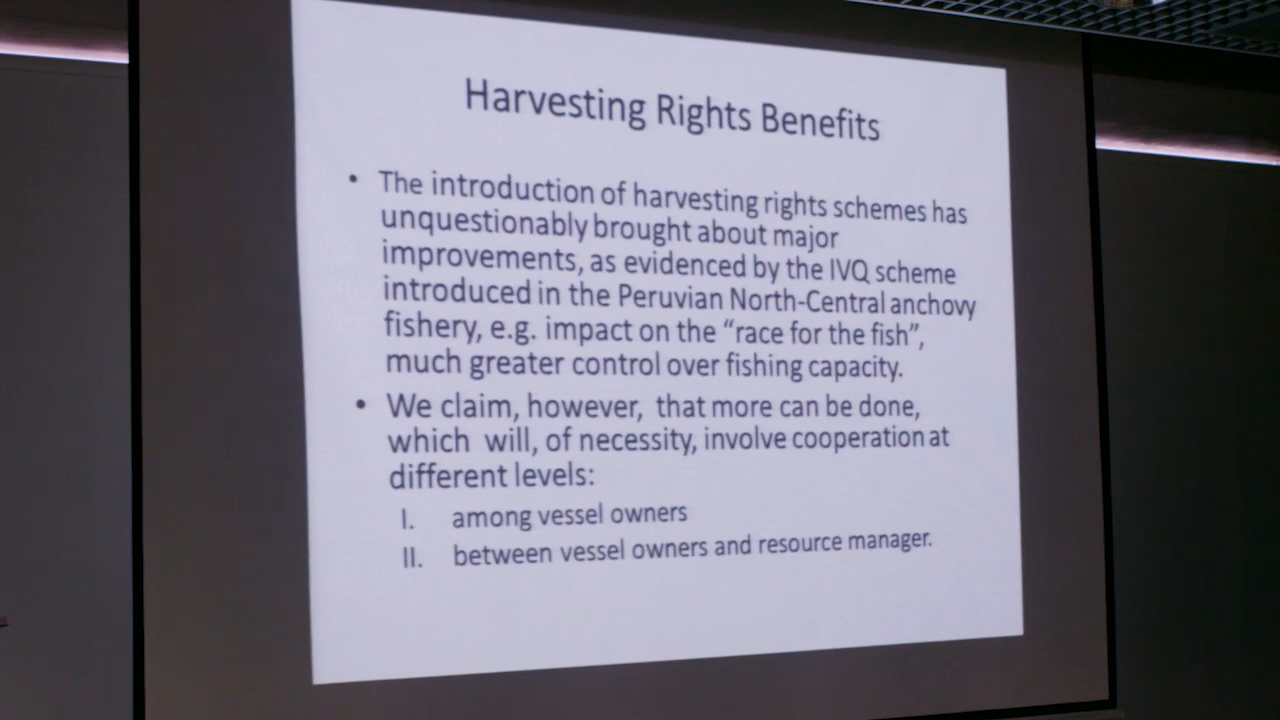 Harvesting Rights Benefits
• The introduction of harvesting rights schemes has
unquestionably brought about major
improvements, as evidenced by the IVQ scheme
introduced in the Peruvian North-Central anchovy
fishery, e.g. impact on the “race for the fish”,
much greater control over fishing capacity.
• We claim, however, that more can be done,
which will, of necessity, involve cooperation at
different levels:
I. among vessel owners
II. between vessel owners and resource manager.